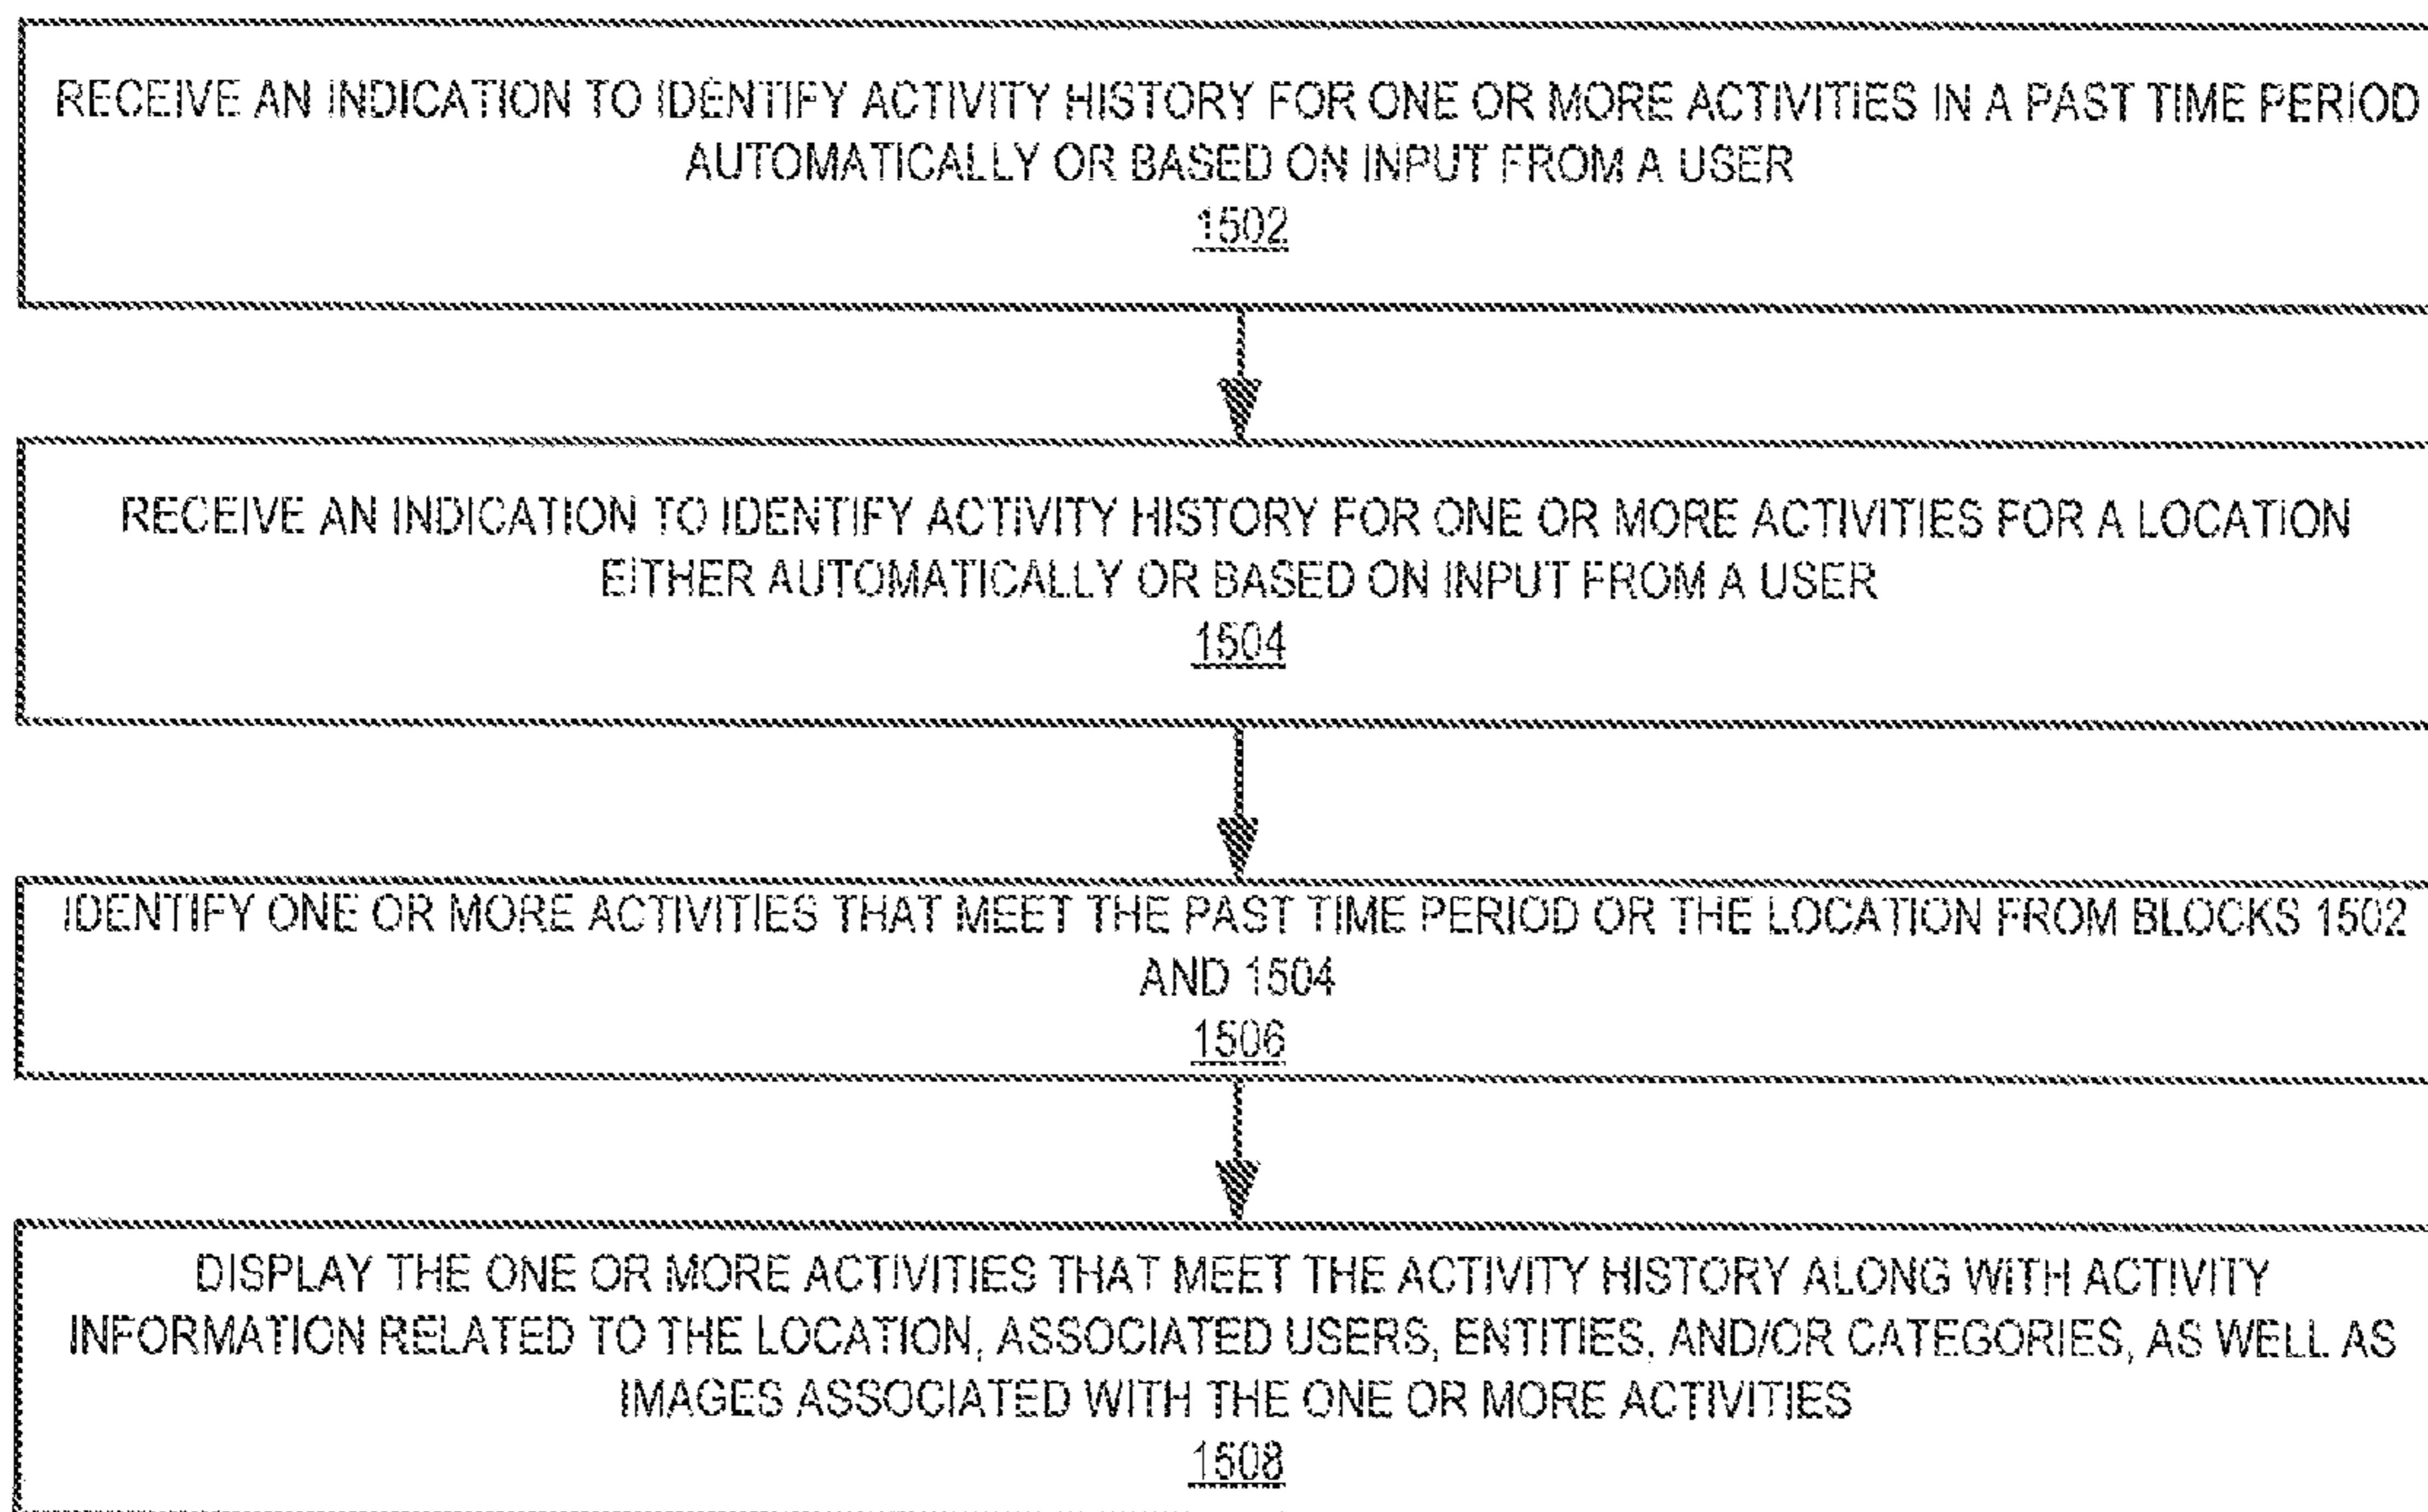 RECEIVE AN INDICATION TO IDENTIFY ACTIVITY HISTORY FOR ONE OR MORE ACTIVITIES IN A PAST TIME PERIOD
AUTOMATICALLY OR BASED ON INPUT FROM A USER
1502
RECEIVE AN INDICATION TO IDENTIFY ACTIVITY HISTORY FOR ONE OR MORE ACTIVITIES FOR A LOCATION
EITHER AUTOMATICALLY OR BASED ON INPUT FROM A USER
1504
IDENTIFY ONE OR MORE ACTIVITIES THAT MEET THE PAST TIME PERIOD OR THE LOCATION FROM BLOCKS 1502
AND 1504
1506
DISPLAY THE ONE OR MORE ACTIVITIES THAT MEET THE ACTIVITY HISTORY ALONG WITH ACTIVITY
INFORMATION RELATED TO THE LOCATION, ASSOCIATED USERS, ENTITIES, AND/OR CATEGORIES, AS WELL AS
IMAGES ASSOCIATED WITH THE ONE OR MORE ACTIVITIES
1508